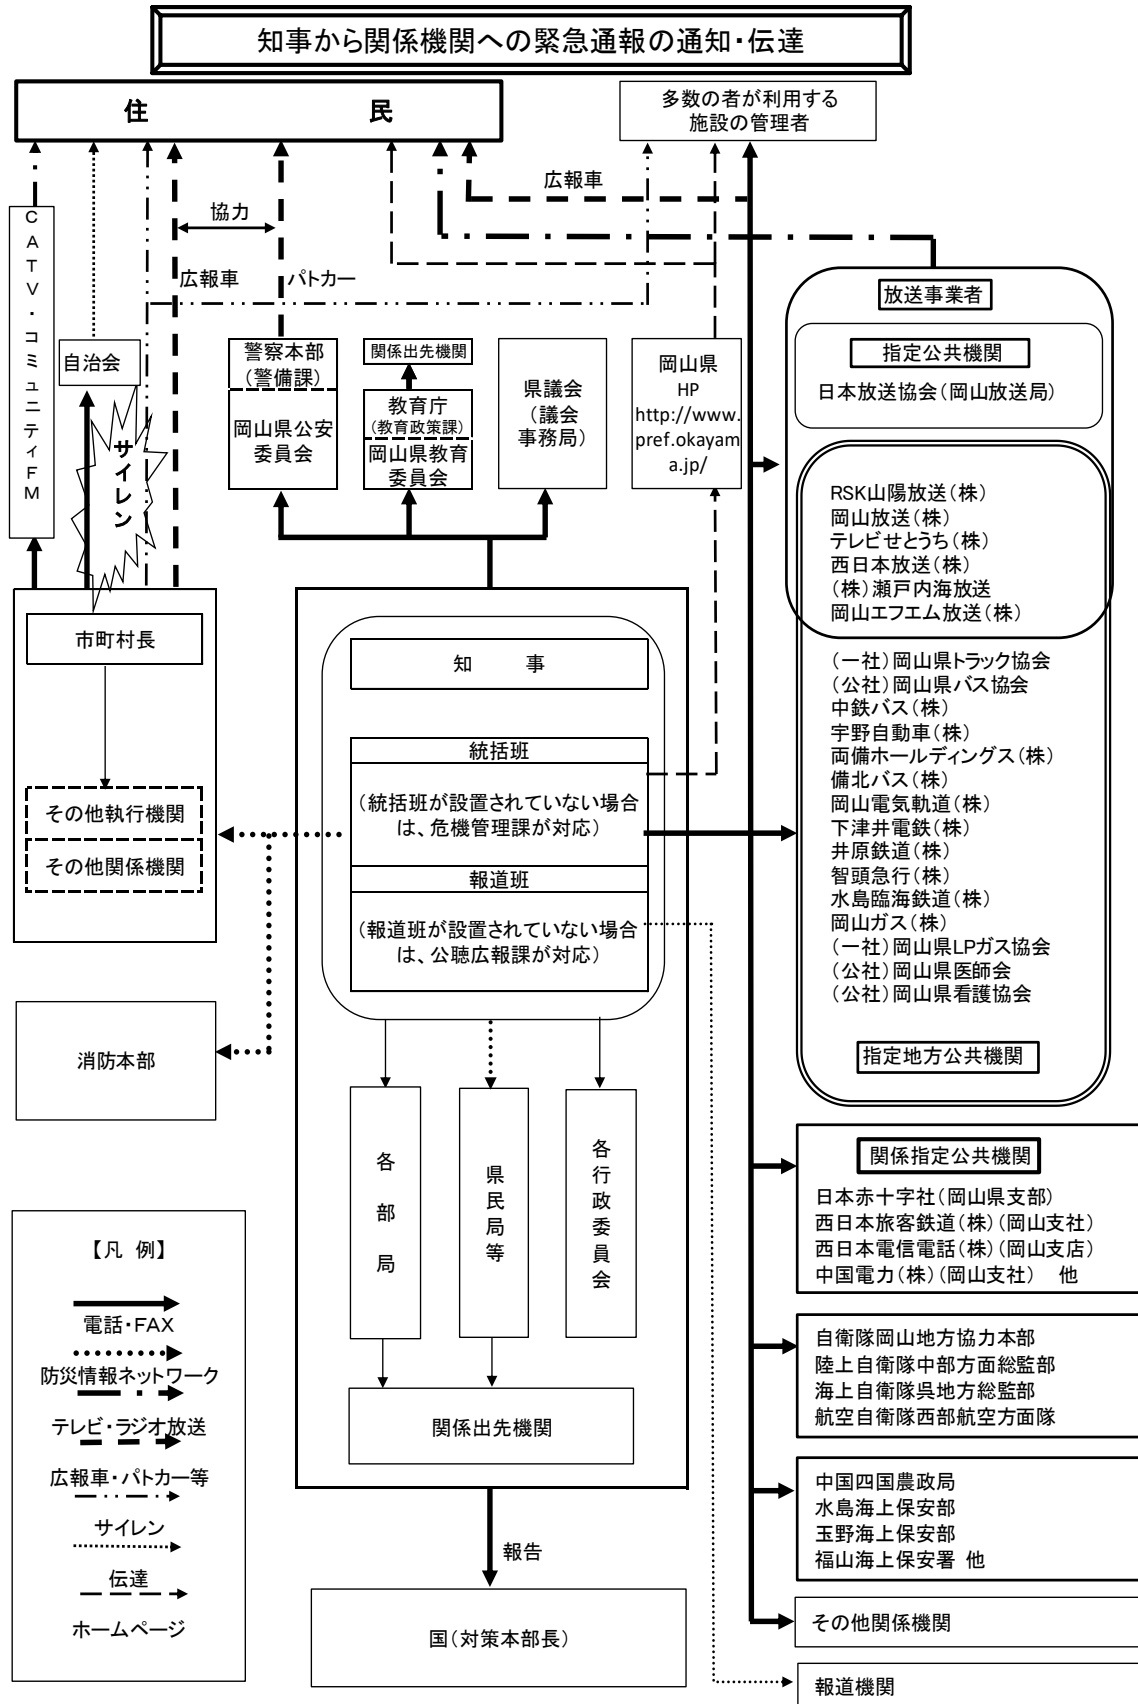 知事から関係機関への緊急通報の通知・伝達
住　　民
多数の者が利用する
施設の管理者
広報車
協力
広報車
パトカー
CATV・コミュニティFM
自治会
サイレン
警察本部
(警備課)
岡山県公安
委員会
関係出先機関
教育庁
(教育政策課)
岡山県教育
委員会
県議会
(議会
事務局)
岡山県
HP
http://www.
pref.okayam
a.jp/
放送事業者
指定公共機関
日本放送協会(岡山放送局)
RSK山陽放送(株)
岡山放送(株)
テレビせとうち(株)
西日本放送(株)
(株)瀬戸内海放送
岡山エフエム放送(株)
(一社)岡山県トラック協会
(公社)岡山県バス協会
中鉄バス(株)
宇野自動車(株)
両備ホールディングス(株)
備北バス(株)
岡山電気軌道(株)
下津井電鉄(株)
井原鉄道(株)
智頭急行(株)
水島臨海鉄道(株)
岡山ガス(株)
(一社)岡山県LPガス協会
(公社)岡山県医師会
(公社)岡山県看護協会
指定地方公共機関
市町村長
その他執行機関
その他関係機関
消防本部
知　　事
統括班
(統括班が設置されていない場合
は、危機管理課が対応)
報道班
(報道班が設置されていない場合
は、公聴広報課が対応)
各部局
県民局等
各行政委員会
関係出先機関
報告
国(対策本部長)
関係指定公共機関
日本赤十字社(岡山県支部)
西日本旅客鉄道(株)(岡山支社)
西日本電信電話(株)(岡山支店)
中国電力(株)(岡山支社)　他
自衛隊岡山地方協力本部
陸上自衛隊中部方面総監部
海上自衛隊呉地方総監部
航空自衛隊西部航空方面隊
中国四国農政局
水島海上保安部
玉野海上保安部
福山海上保安署 他
その他関係機関
報道機関
【凡 例】
電話・FAX
防災情報ネットワーク
テレビ・ラジオ放送
広報車・パトカー等
サイレン
伝達
ホームページ